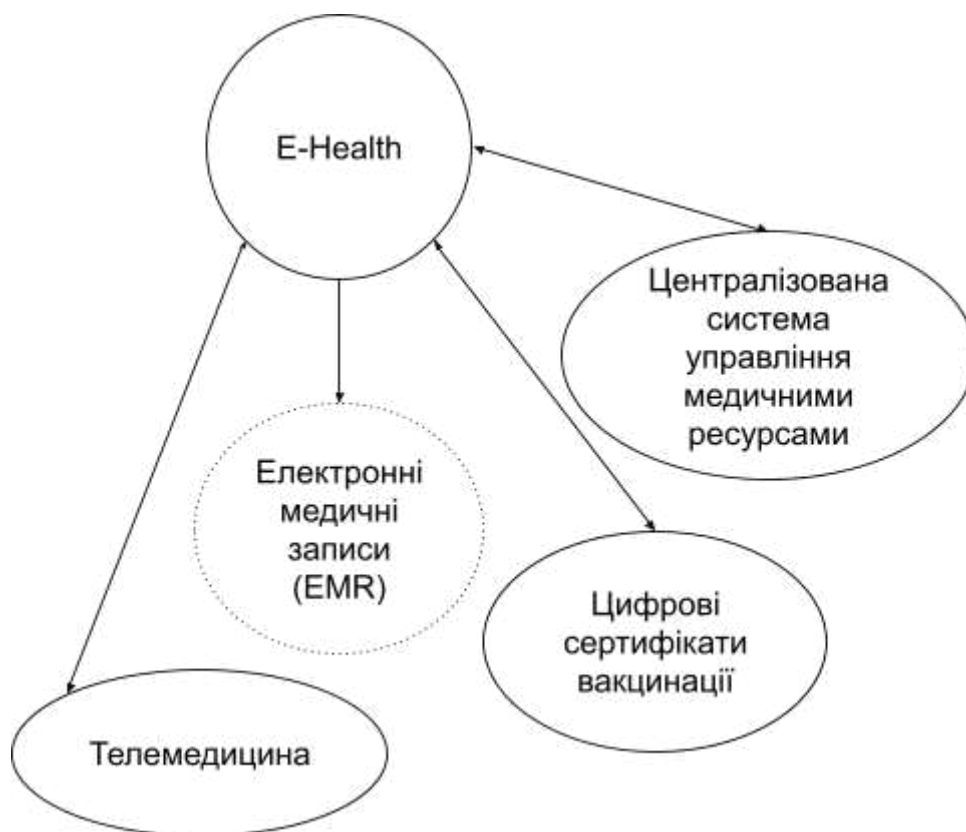 E-Health
Централізована
система
управління
медичними
ресурсами
Електронні
медичні
записи
(EMR)
Цифрові
сертифікати
вакцинації
Телемедицина